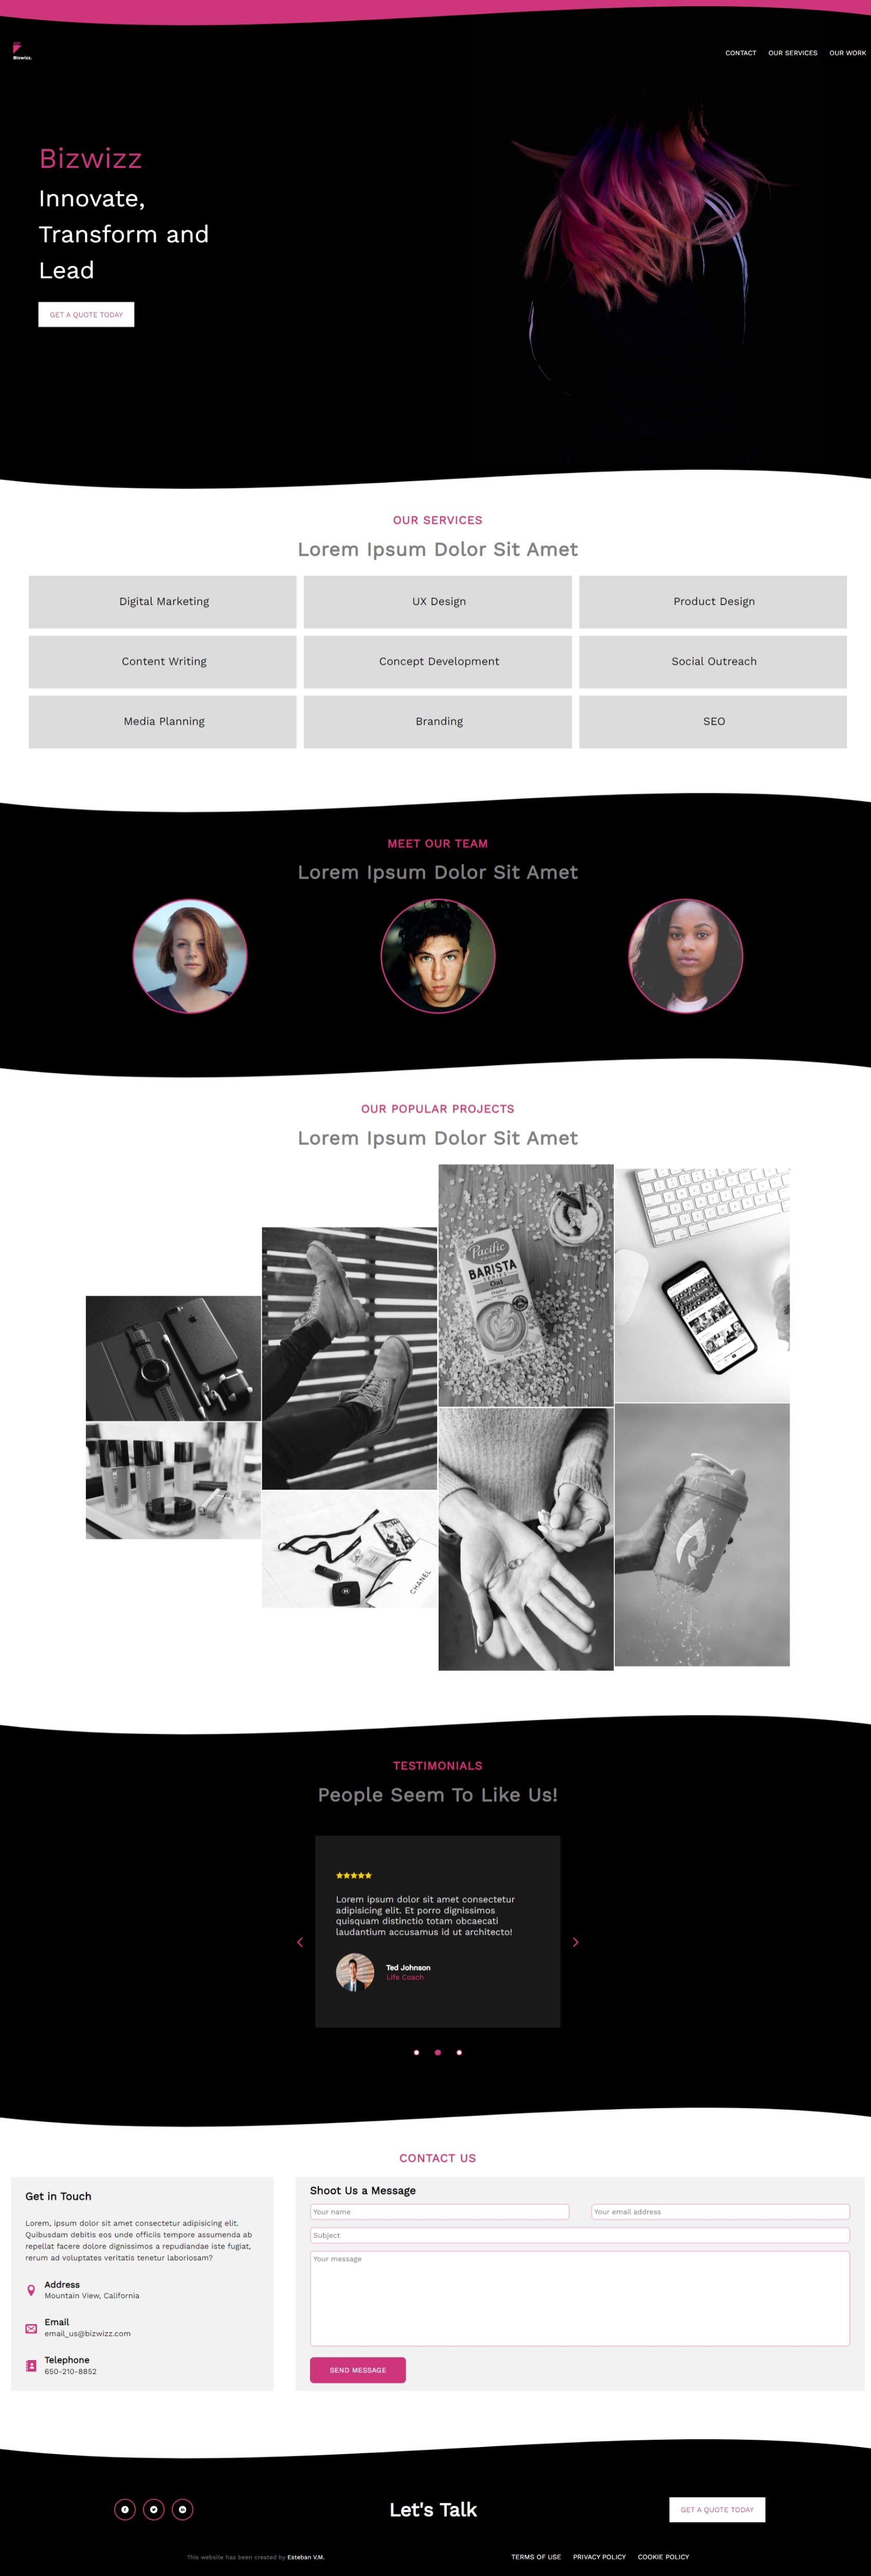 Bizwizz.
CONTACT OUR SERVICES OUR WORK
Bizwizz
Innovate,
Transform and
Lead
GET A QUOTE TODAY
OUR SERVICES
Lorem Ipsum Dolor Sit Amet
Digital Marketing
UX Design
Product Design
Content Writing
Concept Development
Social Outreach
Media Planning
Branding
SEO
MEET OUR TEAM
Lorem Ipsum Dolor Sit Amet
OUR POPULAR PROJECTS
Lorem Ipsum Dolor Sit Amet
Pacific
BARISTA
SERIES
Oat
Original
CHANEL
TESTIMONIALS
People Seem To Like Us!
Lorem ipsum dolor sit amet consectetur
adipisicing elit. Et porro dignissimos
quisquam distinctio totam obcaecati
laudantium accusamus id ut architecto!
Ted Johnson
Life Coach
CONTACT US
Get in Touch
Lorem, ipsum dolor sit amet consectetur adipisicing elit.
Quibusdam debitis eos unde officiis tempore assumenda ab
repellat facere dolore dignissimos a repudiandae iste fugiat,
rerum ad voluptates veritatis tenetur laboriosam?
Address
Mountain View, California
Email
email_us@bizwizz.com
Telephone
650-210-8852
Shoot Us a Message
Your name
Your email address
Subject
Your message
SEND MESSAGE
Let's Talk
GET A QUOTE TODAY
This website has been created by Esteban V.M.
TERMS OF USE PRIVACY POLICY COOKIE POLICY